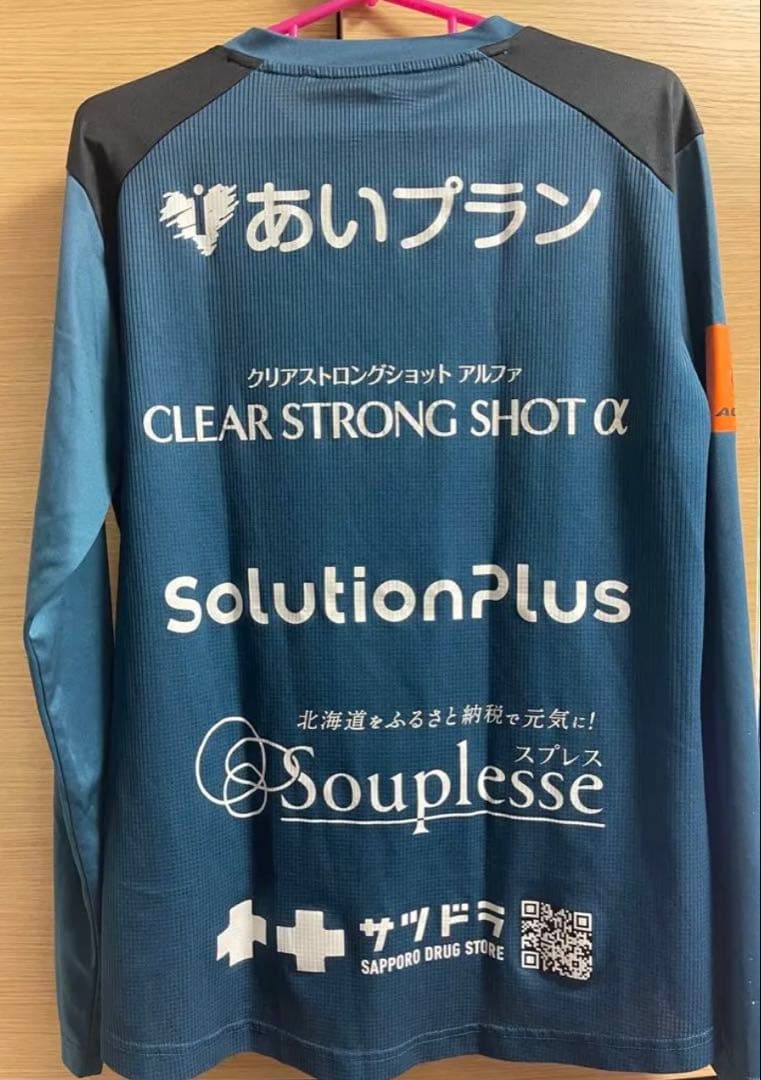 あいプラン
クリアストロングショット アルファ
CLEAR STRONG SHOT α
SolutionPlus
北海道をふるさと納税で元気に!
スプレス
Souplesse
サツドラ
SAPPORO DRUG STORE